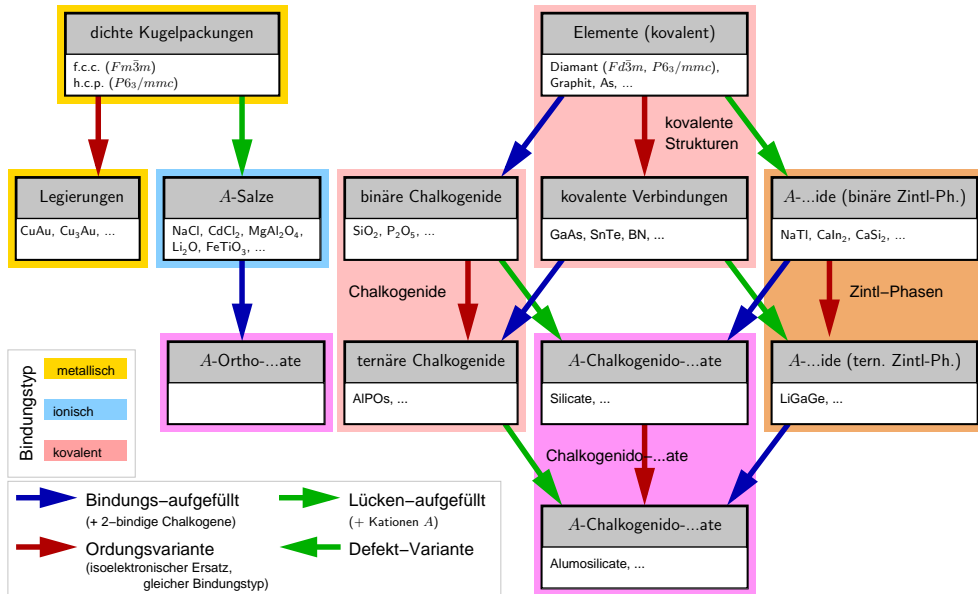 dichte Kugelpackungen
f.c.c. (Fm3̄m)
h.c.p. (P6₃/mmc)
Elemente (kovalent)
Diamant (Fd3̄m, P6₃/mmc),
Graphit, As, ...
kovalente
Strukturen
Legierungen
CuAu, Cu₃Au, ...
A-Salze
NaCl, CdCl₂, MgAl₂O₄,
Li₂O, FeTiO₃, ...
binäre Chalkogenide
SiO₂, P₂O₅, ...
kovalente Verbindungen
GaAs, SnTe, BN, ...
A-...ide (binäre Zintl-Ph.)
NaTl, CaIn₂, CaSi₂, ...
Chalkogenide
Zintl-Phasen
A-Ortho-...ate
ternäre Chalkogenide
AlPOs, ...
A-Chalkogenido-...ate
Silicate, ...
A-...ide (tern. Zintl-Ph.)
LiGaGe, ...
Bindungstyp
metallisch
ionisch
kovalent
Chalkogenido-...ate
A-Chalkogenido-...ate
Alumosilicate, ...
Bindungs-aufgefüllt
(+ 2-bindige Chalkogene)
Lücken-aufgefüllt
(+ Kationen A)
Ordungsvariante
(isoelektronischer Ersatz,
gleicher Bindungstyp)
Defekt-Variante